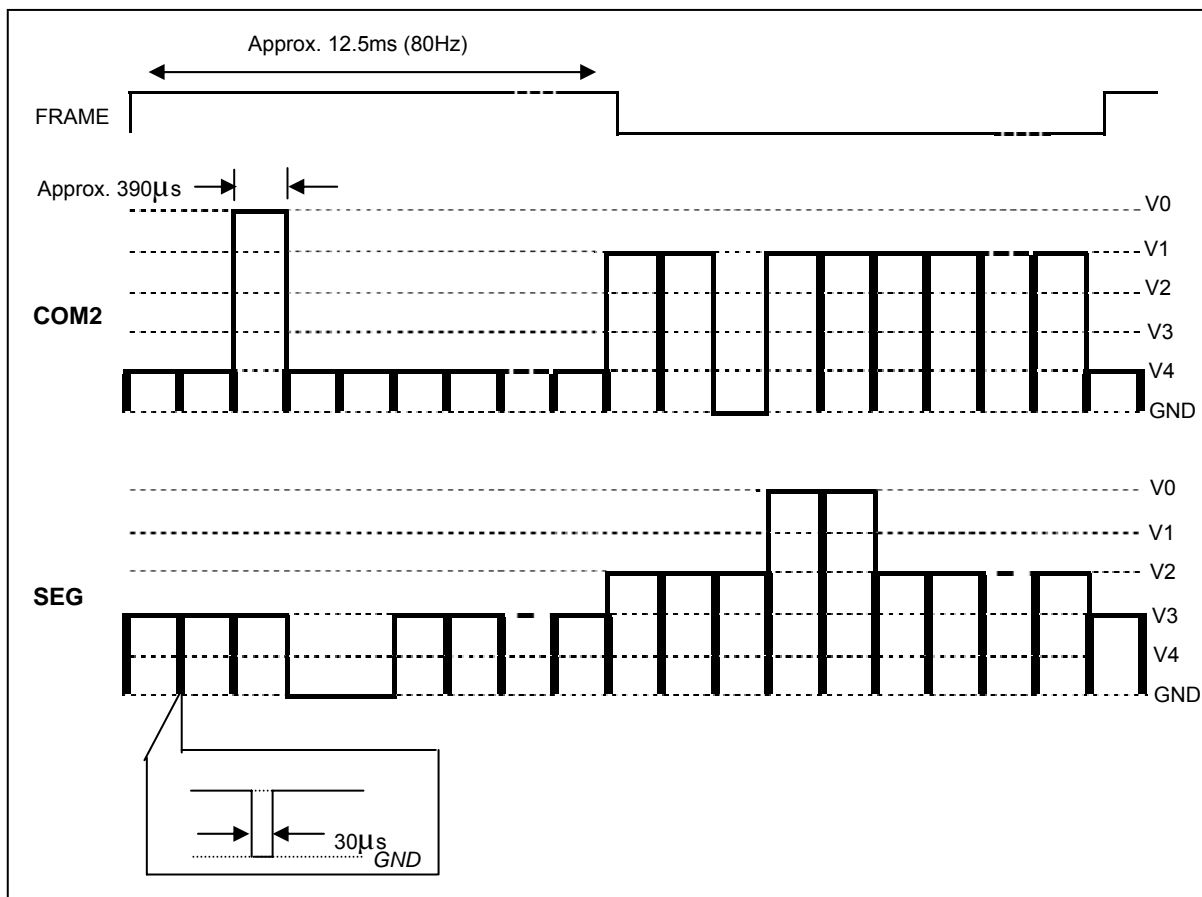 Approx. 12.5ms (80Hz)
FRAME
Approx. 390μs
V0
V1
V2
COM2
V3
V4
GND
V0
V1
V2
SEG
V3
V4
GND
30μs
GND